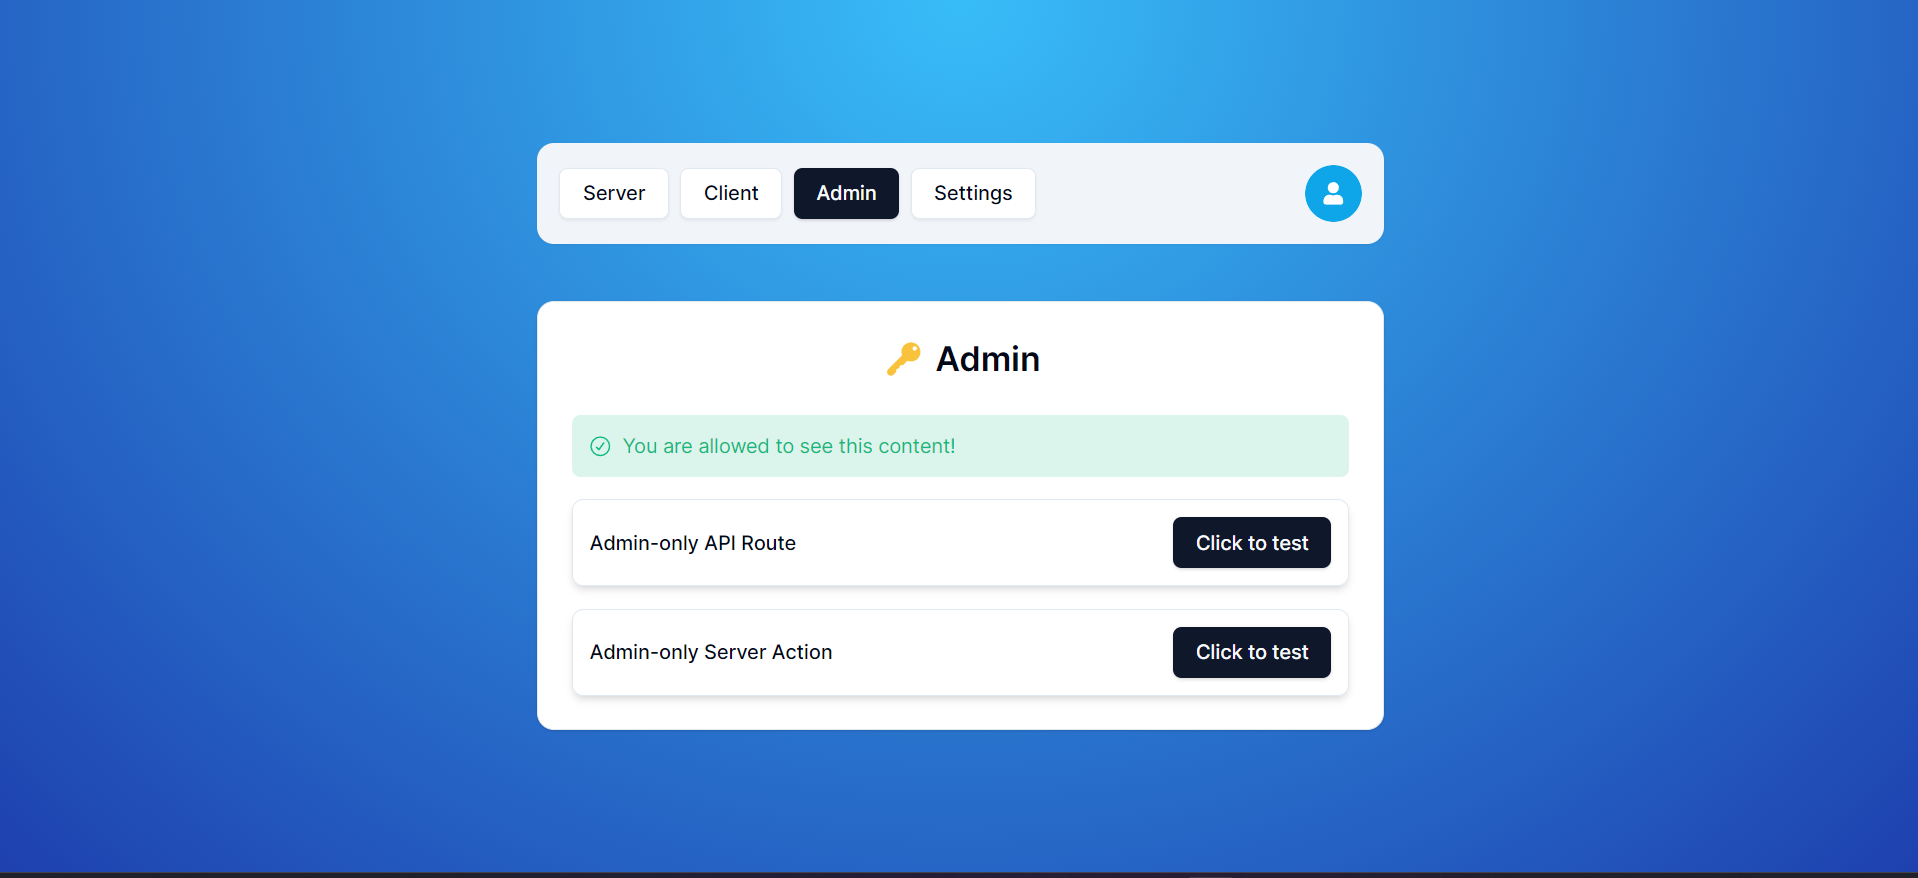 Server Client Admin Settings
Admin
You are allowed to see this content!
Admin-only API Route Click to test
Admin-only Server Action Click to test